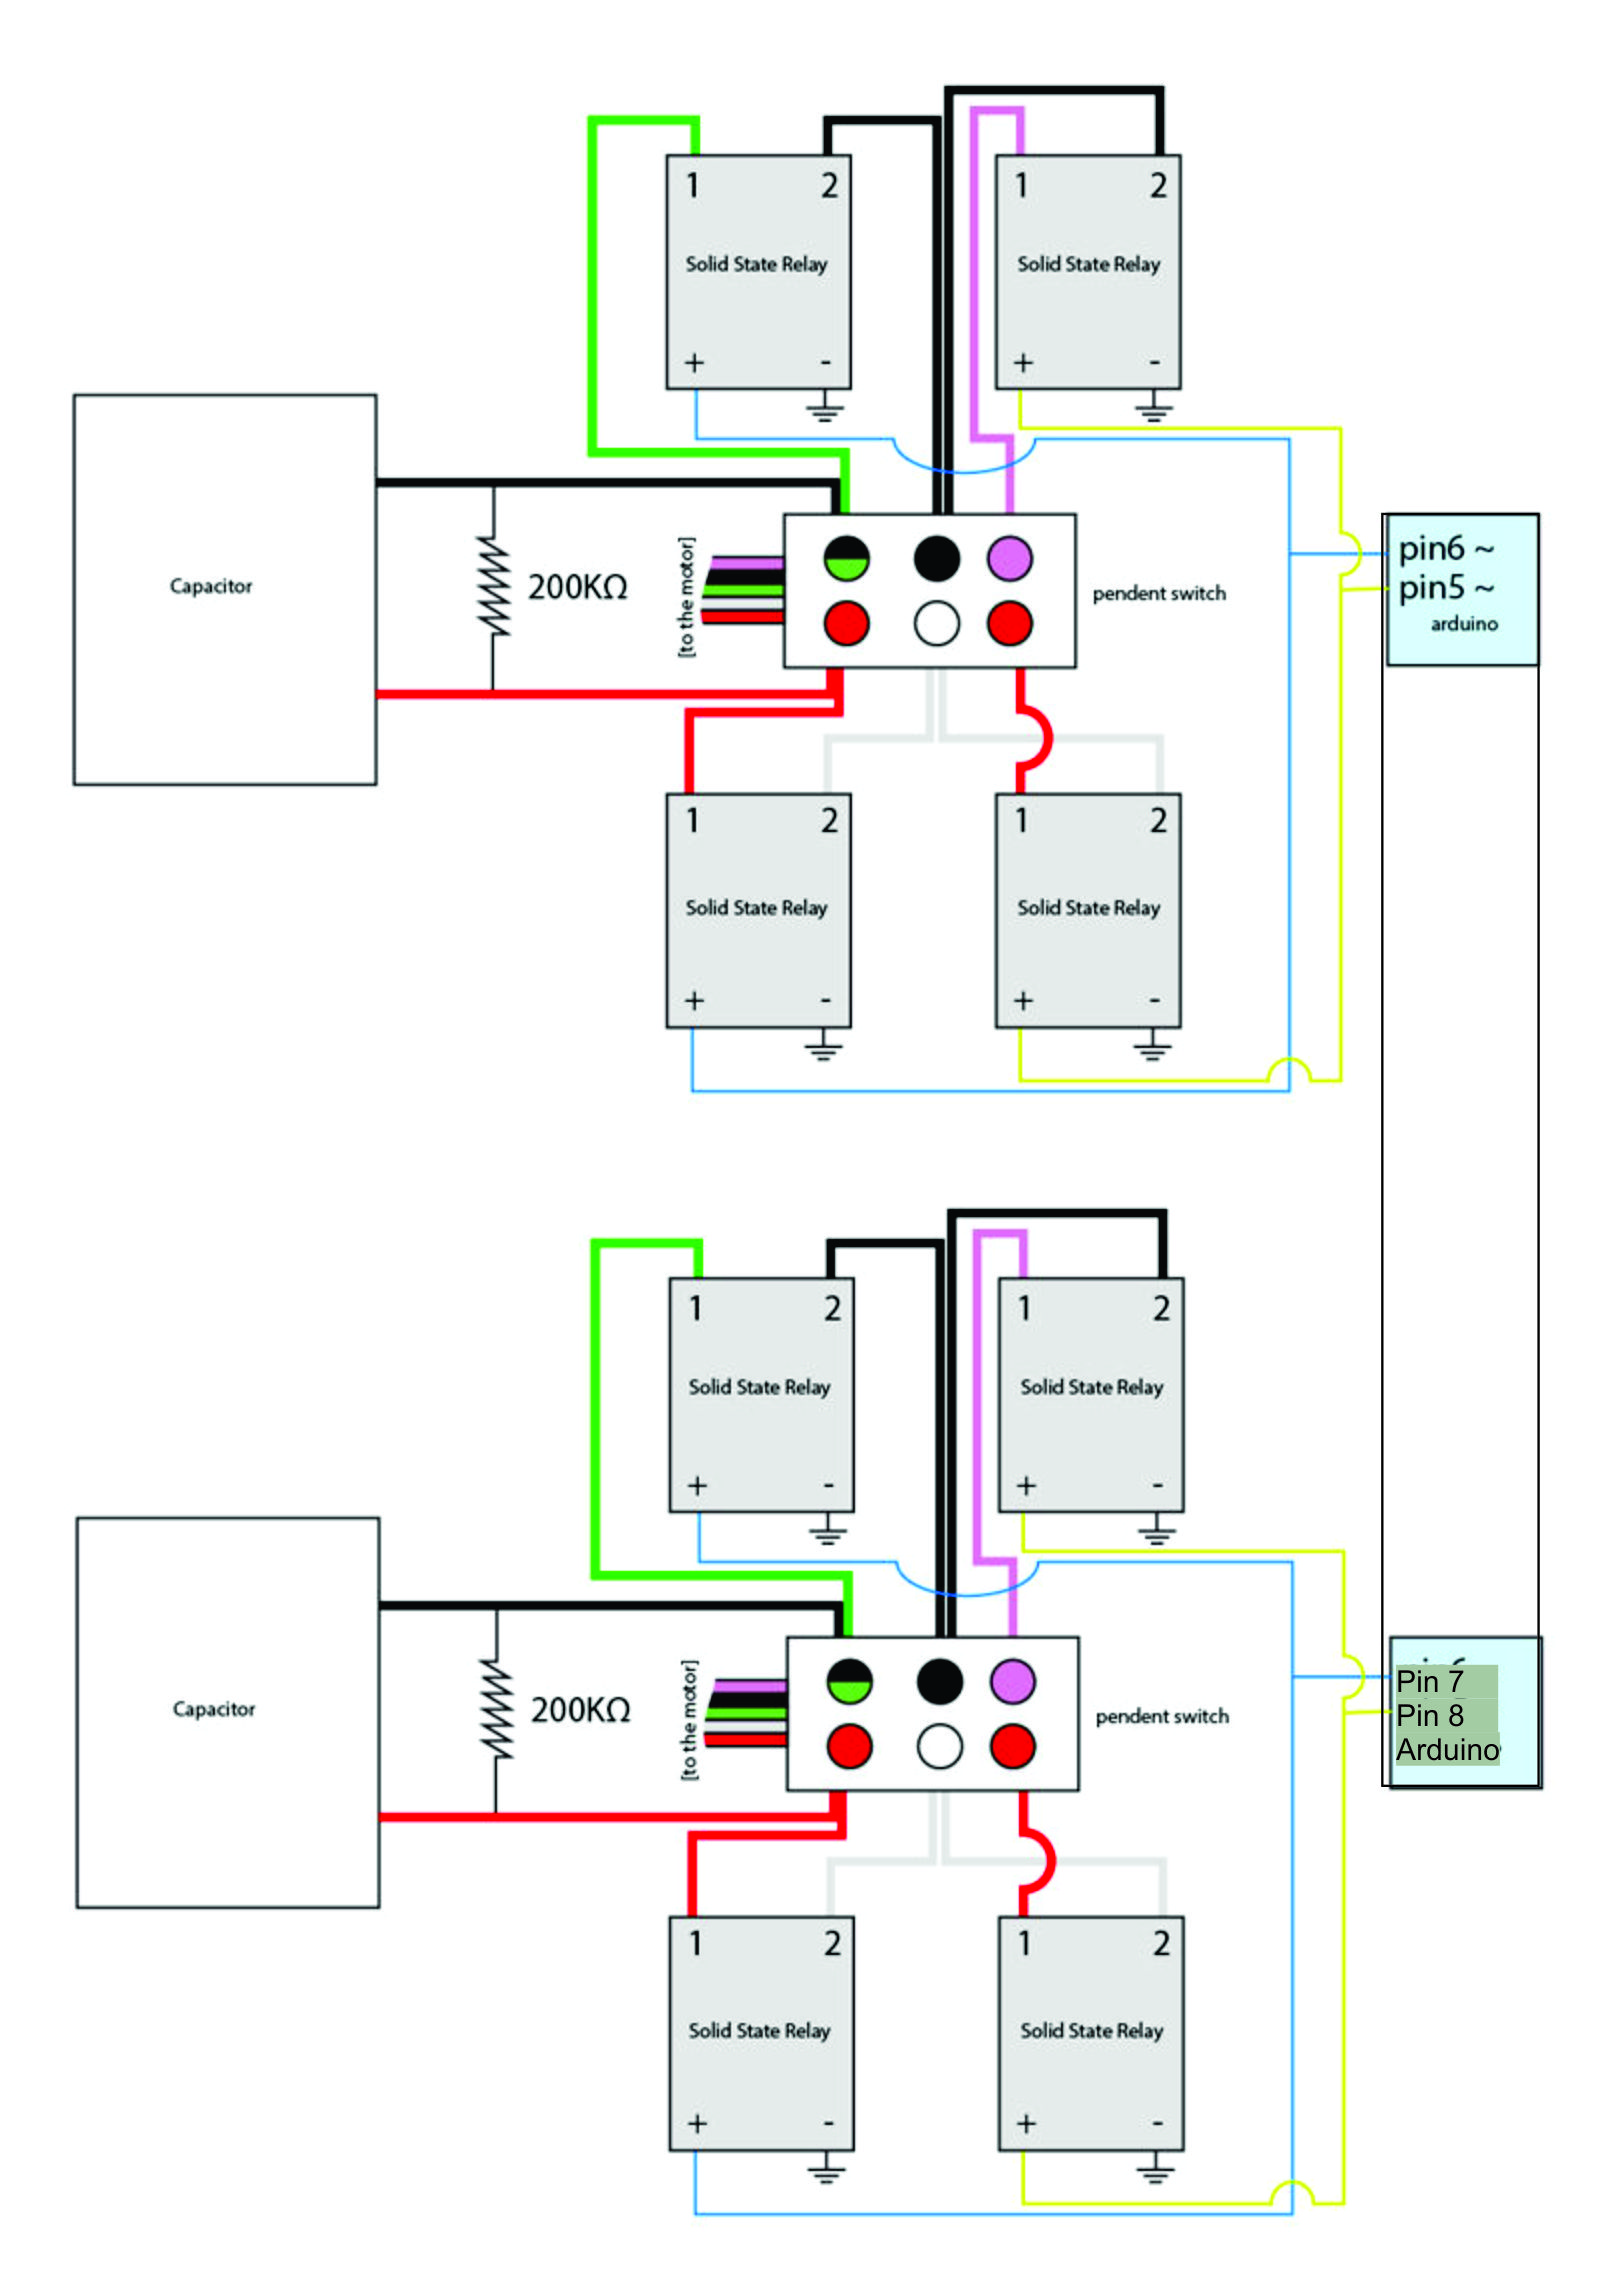 1 2
Solid State Relay
+ -
1 2
Solid State Relay
+ -
Capacitor
200KΩ
[to the motor]
pendent switch
pin6 ~
pin5 ~
arduino
1 2
Solid State Relay
+ -
1 2
Solid State Relay
+ -
1 2
Solid State Relay
+ -
1 2
Solid State Relay
+ -
Capacitor
200KΩ
[to the motor]
pendent switch
Pin 7
Pin 8
Arduino
1 2
Solid State Relay
+ -
1 2
Solid State Relay
+ -